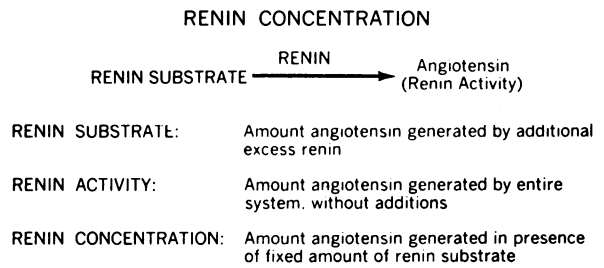 RENIN CONCENTRATION
RENIN
RENIN SUBSTRATE
Angiotensin
(Renin Activity)
RENIN SUBSTRATE: Amount angiotensin generated by additional
excess renin
RENIN ACTIVITY: Amount angiotensin generated by entire
system. without additions
RENIN CONCENTRATION: Amount angiotensin generated in presence
of fixed amount of renin substrate